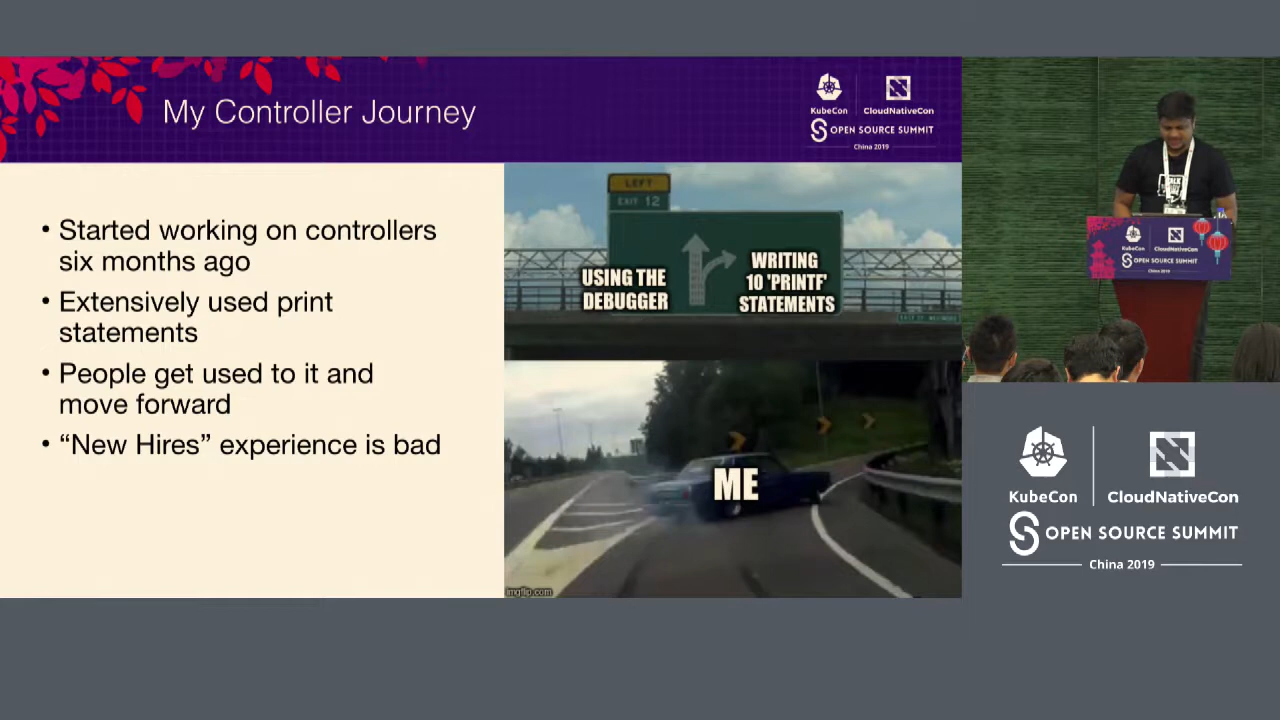 My Controller Journey
KubeCon
CloudNativeCon
OPEN SOURCE SUMMIT
China 2019
• Started working on controllers
six months ago
• Extensively used print
statements
• People get used to it and
move forward
• “New Hires” experience is bad
LEFT
EXIT 12
USING THE
DEBUGGER
WRITING
10 'PRINTF'
STATEMENTS
ME
imgflip.com
KubeCon
CloudNativeCon
OPEN SOURCE SUMMIT
China 2019
KubeCon
CloudNativeCon
OPEN SOURCE SUMMIT
China 2019